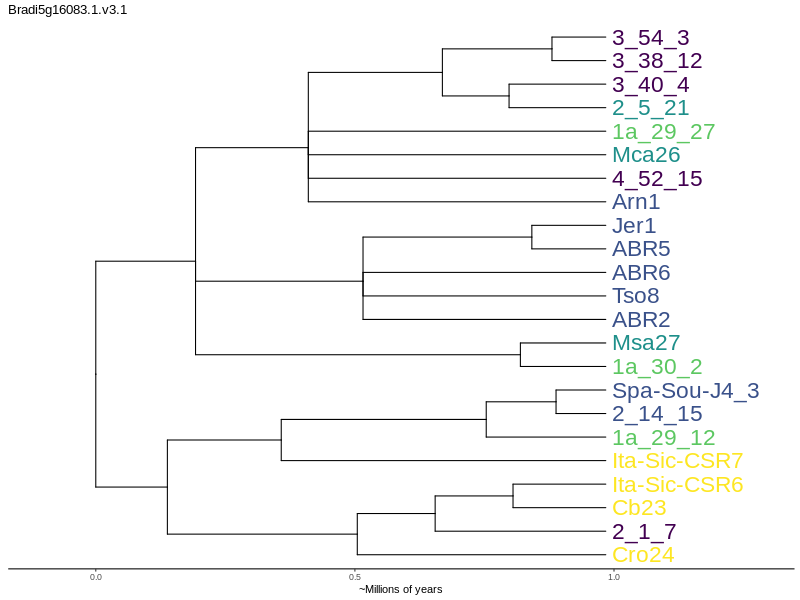 Bradi5g16083.1.v3.1
3_54_3
3_38_12
3_40_4
2_5_21
1a_29_27
Mca26
4_52_15
Arn1
Jer1
ABR5
ABR6
Tso8
ABR2
Msa27
1a_30_2
Spa-Sou-J4_3
2_14_15
1a_29_12
Ita-Sic-CSR7
Ita-Sic-CSR6
Cb23
2_1_7
Cro24
0.0 0.5 1.0
~Millions of years